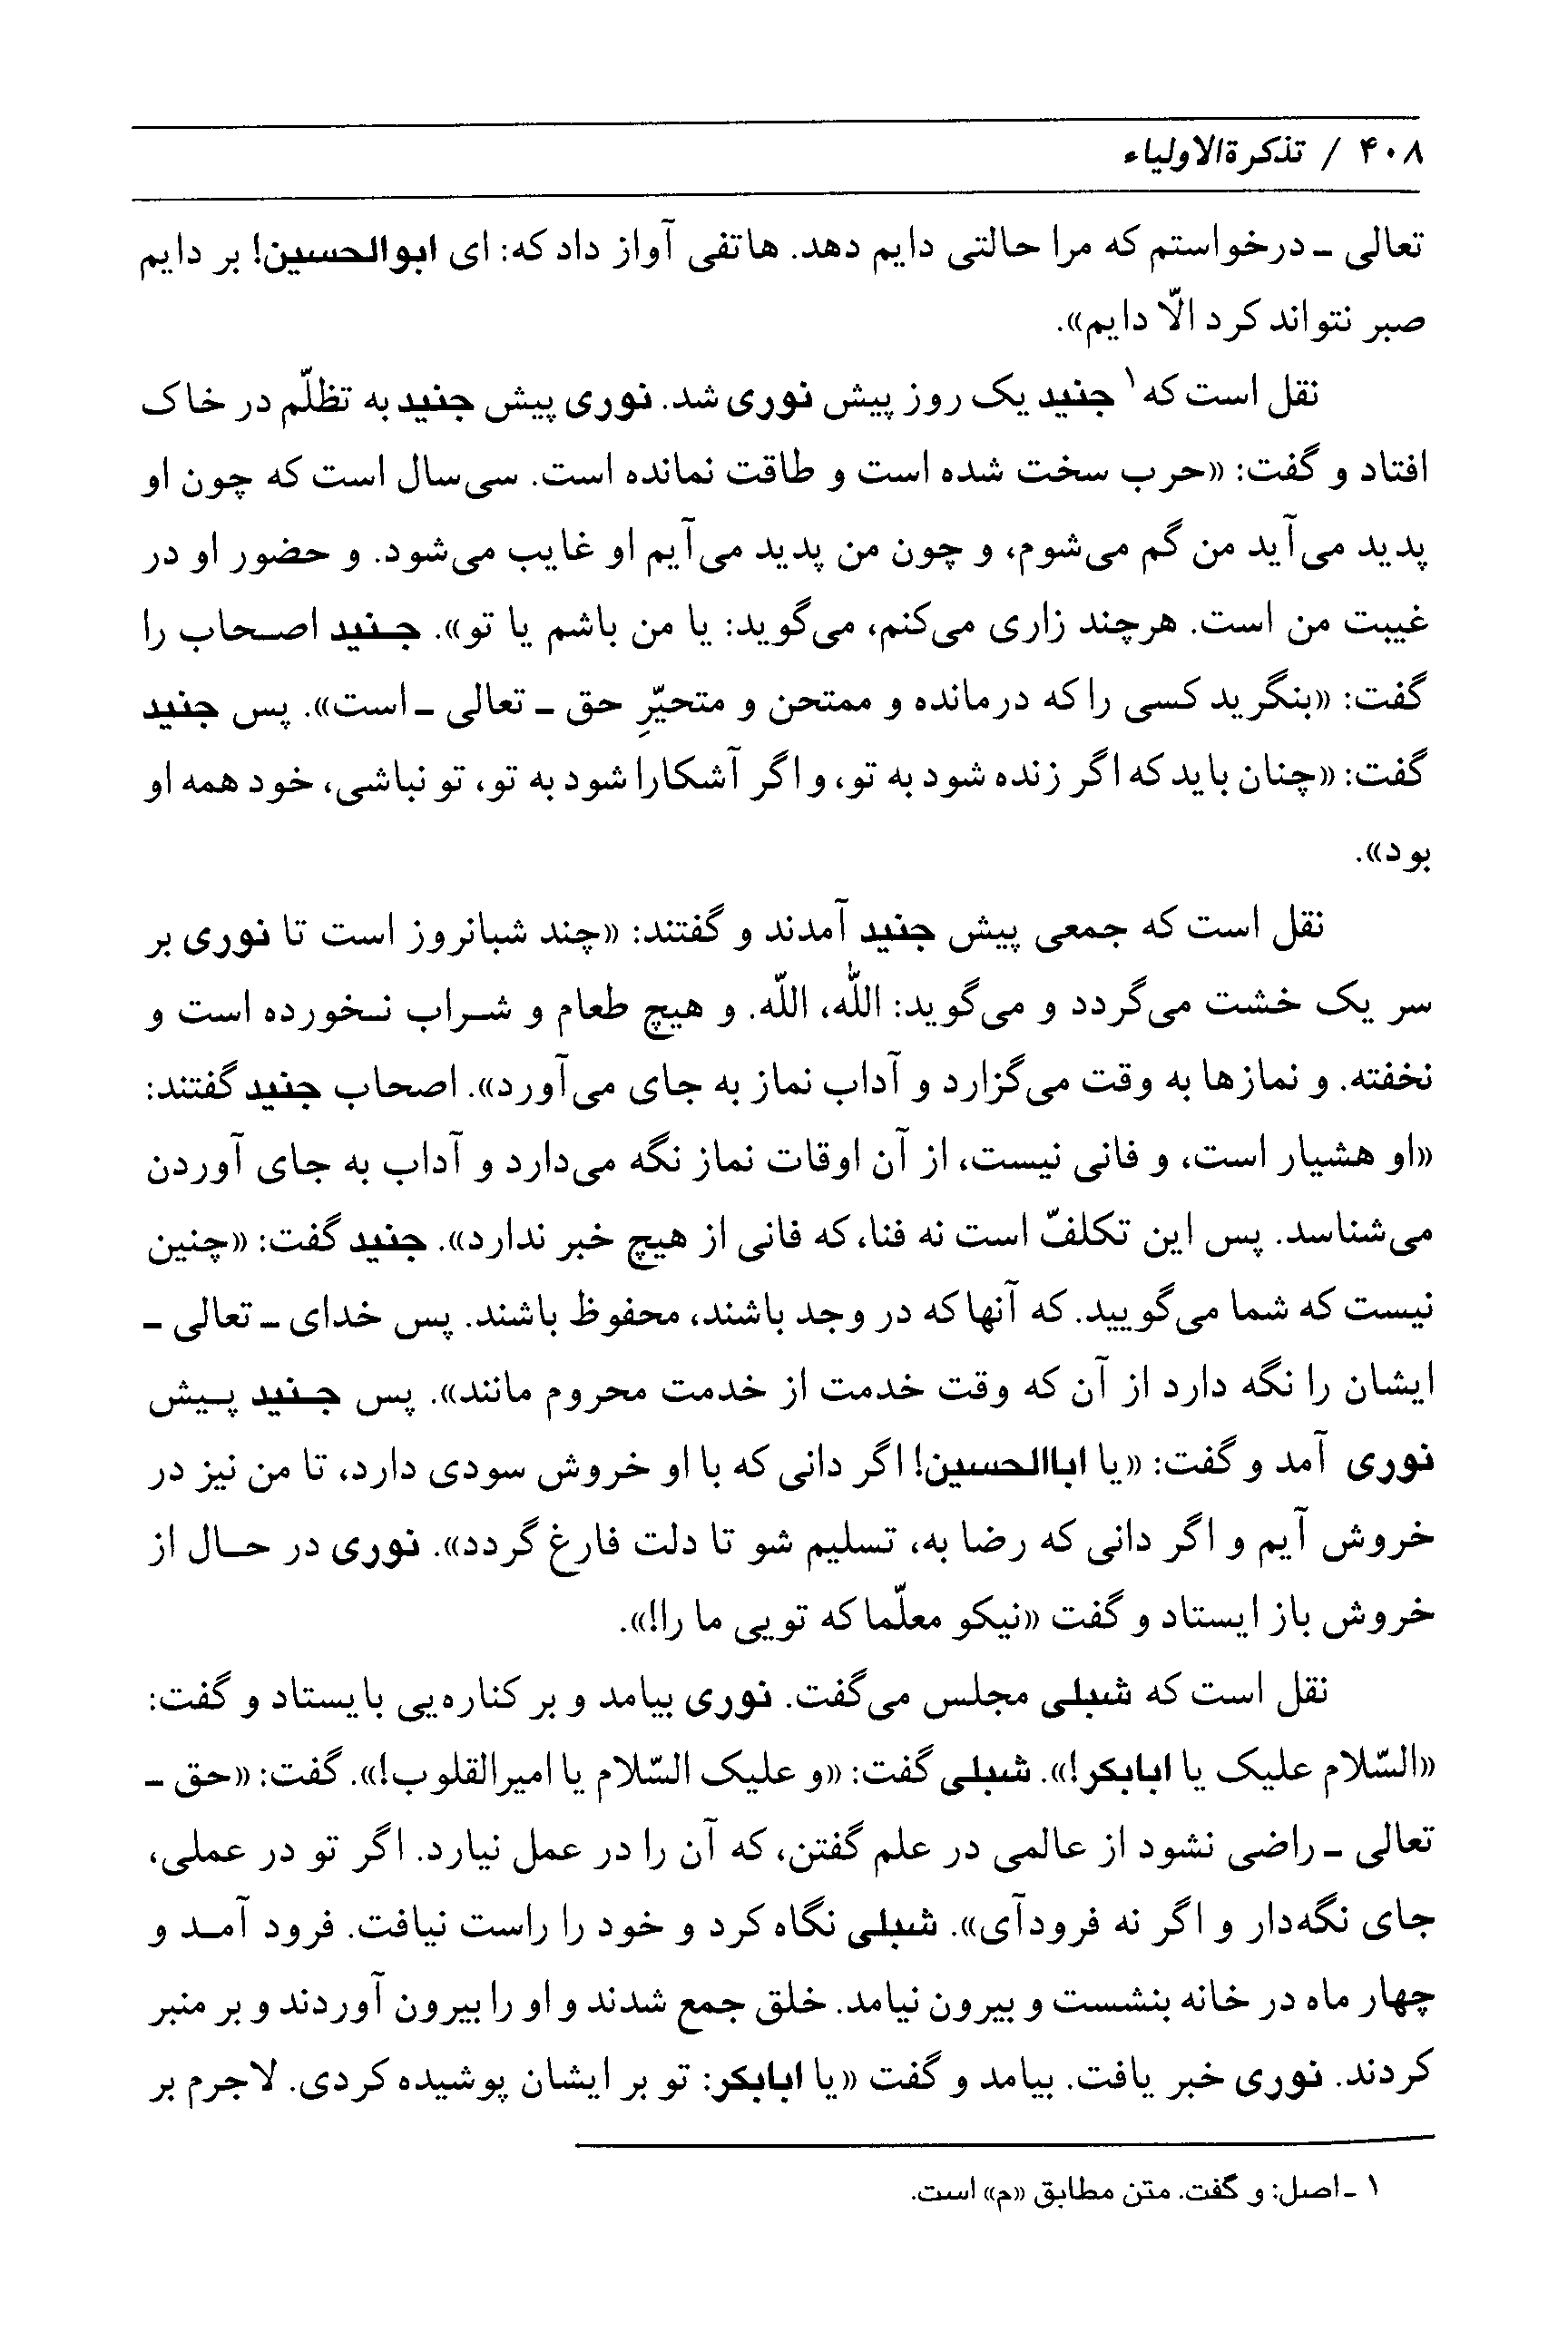 ۴۰۸ / تذکرةالاولیاء
تعالی ـ درخواستم که مرا حالتی دایم دهد. هاتفی آواز داد که: ای ابوالحسین! بر دایم
صبر نتواند کرد الّا دایم».
نقل است که۱ جنید یک روز پیش نوری شد. نوری پیش جنید به تظلّم در خاک
افتاد و گفت: «حرب سخت شده است و طاقت نمانده است. سی‌سال است که چون او
پدید می‌آید من گم می‌شوم، و چون من پدید می‌آیم او غایب می‌شود. و حضور او در
غیبت من است. هرچند زاری می‌کنم، می‌گوید: یا من باشم یا تو». جنید اصحاب را
گفت: «بنگرید کسی را که درمانده و ممتحن و متحیّرِ حق ـ تعالی ـ است». پس جنید
گفت: «چنان باید که اگر زنده شود به تو، و اگر آشکارا شود به تو، تو نباشی، خود همه او
بود».
نقل است که جمعی پیش جنید آمدند و گفتند: «چند شبانروز است تا نوری بر
سر یک خشت می‌گردد و می‌گوید: اللّٰه، اللّه. و هیچ طعام و شراب نخورده است و
نخفته. و نمازها به وقت می‌گزارد و آداب نماز به جای می‌آورد». اصحاب جنید گفتند:
«او هشیار است، و فانی نیست، از آن اوقات نماز نگه می‌دارد و آداب به جای آوردن
می‌شناسد. پس این تکلفّ است نه فنا، که فانی از هیچ خبر ندارد». جنید گفت: «چنین
نیست که شما می‌گویید. که آنها که در وجد باشند، محفوظ باشند. پس خدای ـ تعالی ـ
ایشان را نگه دارد از آن که وقت خدمت از خدمت محروم مانند». پس جنید پیش
نوری آمد و گفت: «یا اباالحسین! اگر دانی که با او خروش سودی دارد، تا من نیز در
خروش آیم و اگر دانی که رضا به، تسلیم شو تا دلت فارغ گردد». نوری در حال از
خروش باز ایستاد و گفت «نیکو معلّما که تویی ما را!».
نقل است که شبلی مجلس می‌گفت. نوری بیامد و بر کناره‌یی بایستاد و گفت:
«السّلام علیک یا ابابکر!». شبلی گفت: «و علیک السّلام یا امیرالقلوب!». گفت: «حق ـ
تعالی ـ راضی نشود از عالمی در علم گفتن، که آن را در عمل نیارد. اگر تو در عملی،
جای نگه‌دار و اگر نه فرودآی». شبلی نگاه کرد و خود را راست نیافت. فرود آمد و
چهار ماه در خانه بنشست و بیرون نیامد. خلق جمع شدند و او را بیرون آوردند و بر منبر
کردند. نوری خبر یافت. بیامد و گفت «یا ابابکر: تو بر ایشان پوشیده کردی. لاجرم بر
۱ ـ اصل: و گفت. متن مطابق «م» است.